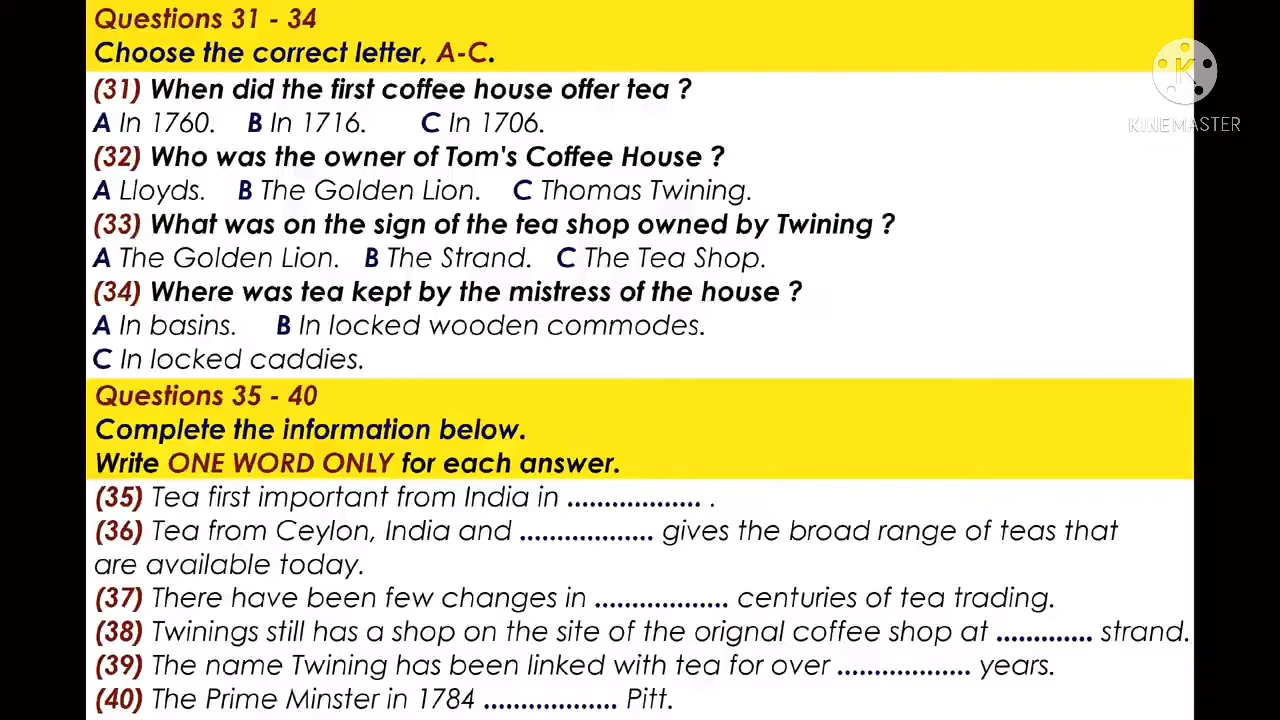 Questions 31 - 34
Choose the correct letter, A-C.
(31) When did the first coffee house offer tea ?
A In 1760. B In 1716. C In 1706.
(32) Who was the owner of Tom's Coffee House ?
A Lloyds. B The Golden Lion. C Thomas Twining.
(33) What was on the sign of the tea shop owned by Twining ?
A The Golden Lion. B The Strand. C The Tea Shop.
(34) Where was tea kept by the mistress of the house ?
A In basins. B In locked wooden commodes.
C In locked caddies.
Questions 35 - 40
Complete the information below.
Write ONE WORD ONLY for each answer.
(35) Tea first important from India in .................. .
(36) Tea from Ceylon, India and .................. gives the broad range of teas that
are available today.
(37) There have been few changes in .................. centuries of tea trading.
(38) Twinings still has a shop on the site of the orignal coffee shop at ............. strand.
(39) The name Twining has been linked with tea for over .................. years.
(40) The Prime Minster in 1784 .................. Pitt.
K
KINEMASTER